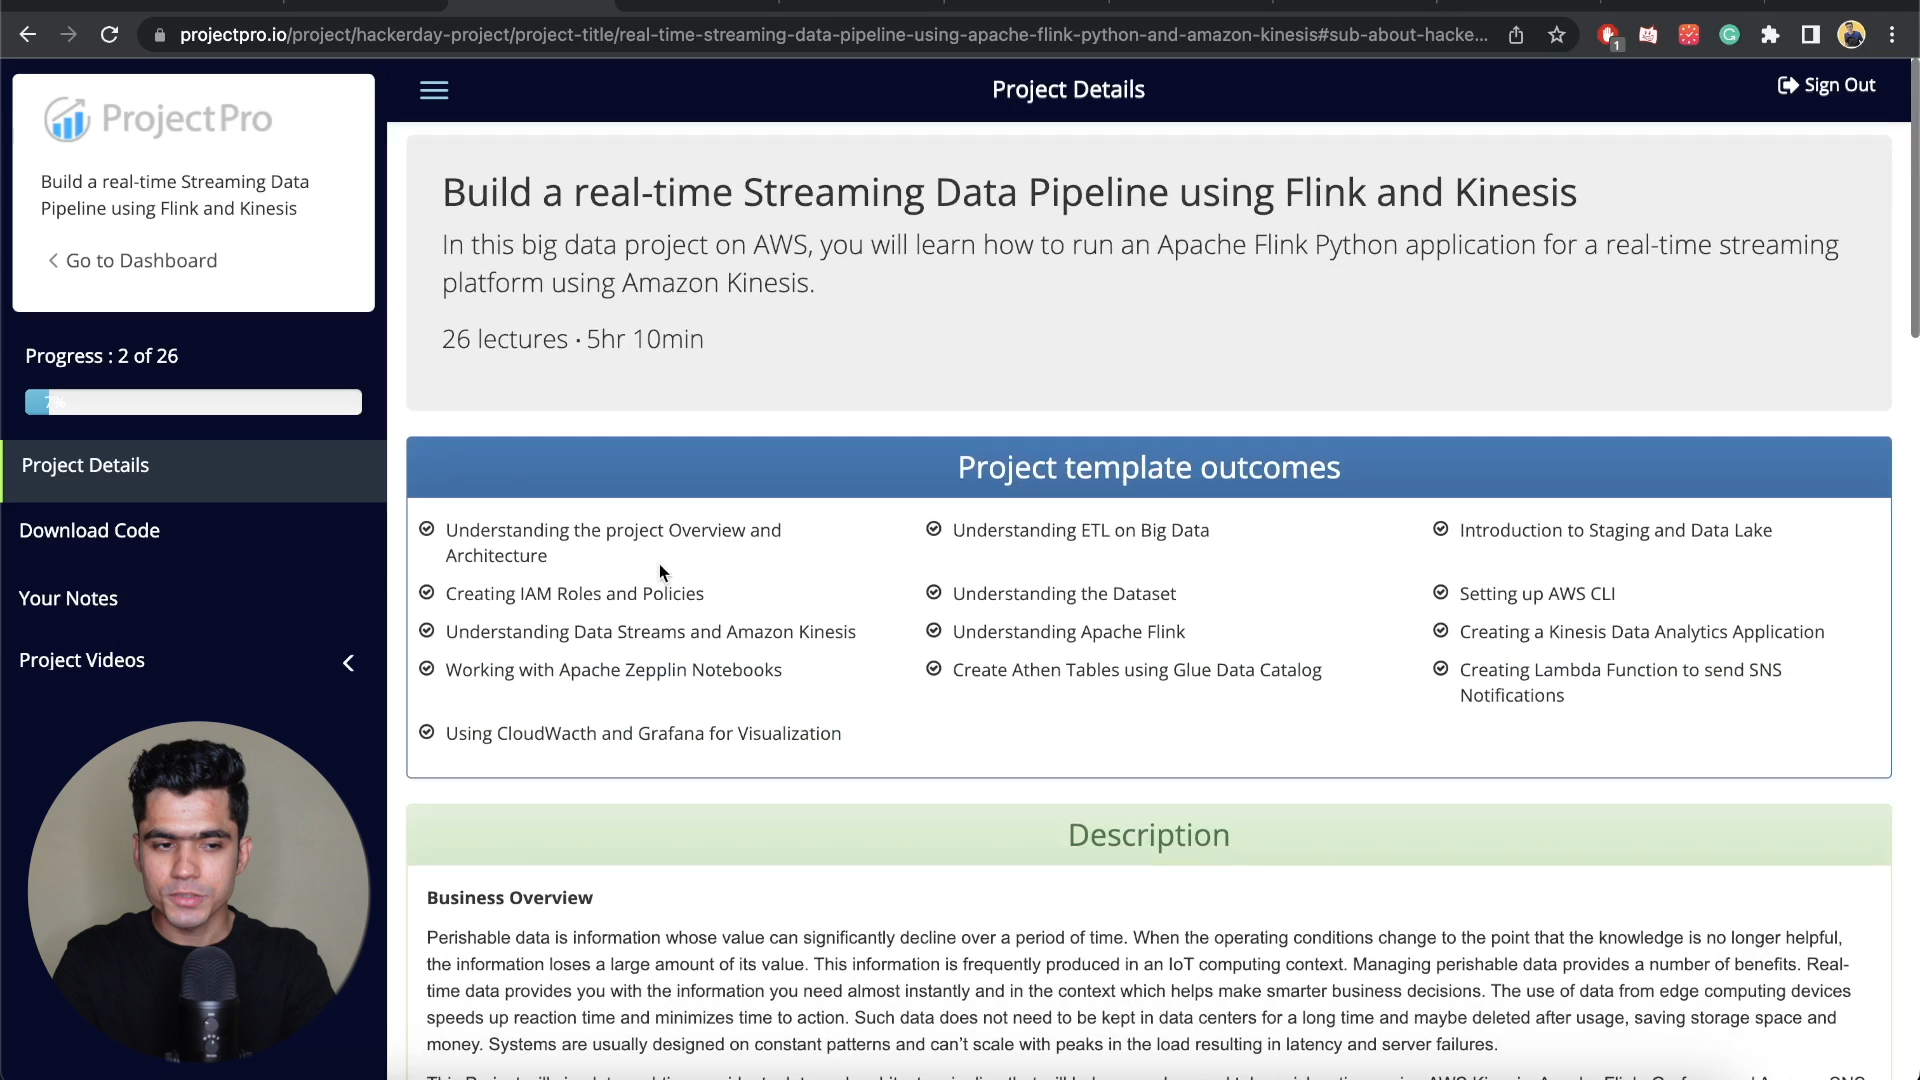 projectpro.io/project/hackerday-project/project-title/real-time-streaming-data-pipeline-using-apache-flink-python-and-amazon-kinesis#sub-about-hacke...
1
ProjectPro
Build a real-time Streaming Data
Pipeline using Flink and Kinesis
Go to Dashboard
Progress : 2 of 26
7%
Project Details
Download Code
Your Notes
Project Videos
Project Details
Sign Out
Build a real-time Streaming Data Pipeline using Flink and Kinesis
In this big data project on AWS, you will learn how to run an Apache Flink Python application for a real-time streaming
platform using Amazon Kinesis.
26 lectures · 5hr 10min
Project template outcomes
Understanding the project Overview and
Architecture
Understanding ETL on Big Data
Introduction to Staging and Data Lake
Creating IAM Roles and Policies
Understanding the Dataset
Setting up AWS CLI
Understanding Data Streams and Amazon Kinesis
Understanding Apache Flink
Creating a Kinesis Data Analytics Application
Working with Apache Zepplin Notebooks
Create Athen Tables using Glue Data Catalog
Creating Lambda Function to send SNS
Notifications
Using CloudWacth and Grafana for Visualization
Description
Business Overview
Perishable data is information whose value can significantly decline over a period of time. When the operating conditions change to the point that the knowledge is no longer helpful,
the information loses a large amount of its value. This information is frequently produced in an IoT computing context. Managing perishable data provides a number of benefits. Real-
time data provides you with the information you need almost instantly and in the context which helps make smarter business decisions. The use of data from edge computing devices
speeds up reaction time and minimizes time to action. Such data does not need to be kept in data centers for a long time and maybe deleted after usage, saving storage space and
money. Systems are usually designed on constant patterns and can't scale with peaks in the load resulting in latency and server failures.